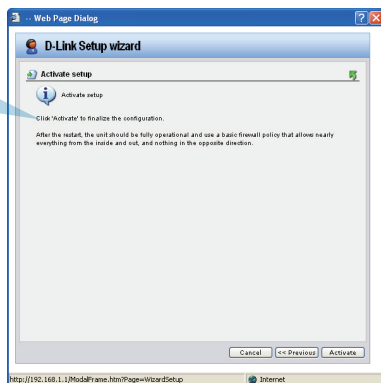 -- Web Page Dialog
D-Link Setup wizard
Activate setup
Activate setup
Click 'Activate' to finalize the configuration.
After the restart, the unit should be fully operational and use a basic firewall policy that allows nearly
everything from the inside and out, and nothing in the opposite direction.
Cancel << Previous Activate
http://192.168.1.1/ModalFrame.htm?Page=WizardSetup Internet